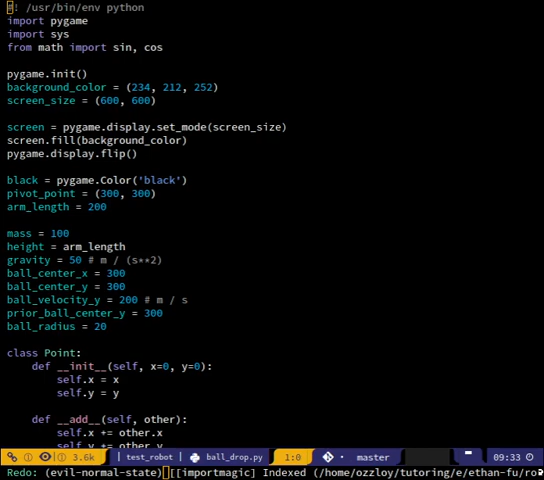 #! /usr/bin/env python
import pygame
import sys
from math import sin, cos
pygame.init()
background_color = (234, 212, 252)
screen_size = (600, 600)
screen = pygame.display.set_mode(screen_size)
screen.fill(background_color)
pygame.display.flip()
black = pygame.Color('black')
pivot_point = (300, 300)
arm_length = 200
mass = 100
height = arm_length
gravity = 50 # m / (s**2)
ball_center_x = 300
ball_center_y = 300
ball_velocity_y = 200 # m / s
prior_ball_center_y = 300
ball_radius = 20
class Point:
def __init__(self, x=0, y=0):
self.x = x
self.y = y
def __add__(self, other):
self.x += other.x
self.y += other.y
3.6k | test_robot | ball_drop.py 1:0 master 09:33
Redo: (evil-normal-state) [[importmagic] Indexed (/home/ozzloy/tutoring/e/ethan-fu/ro